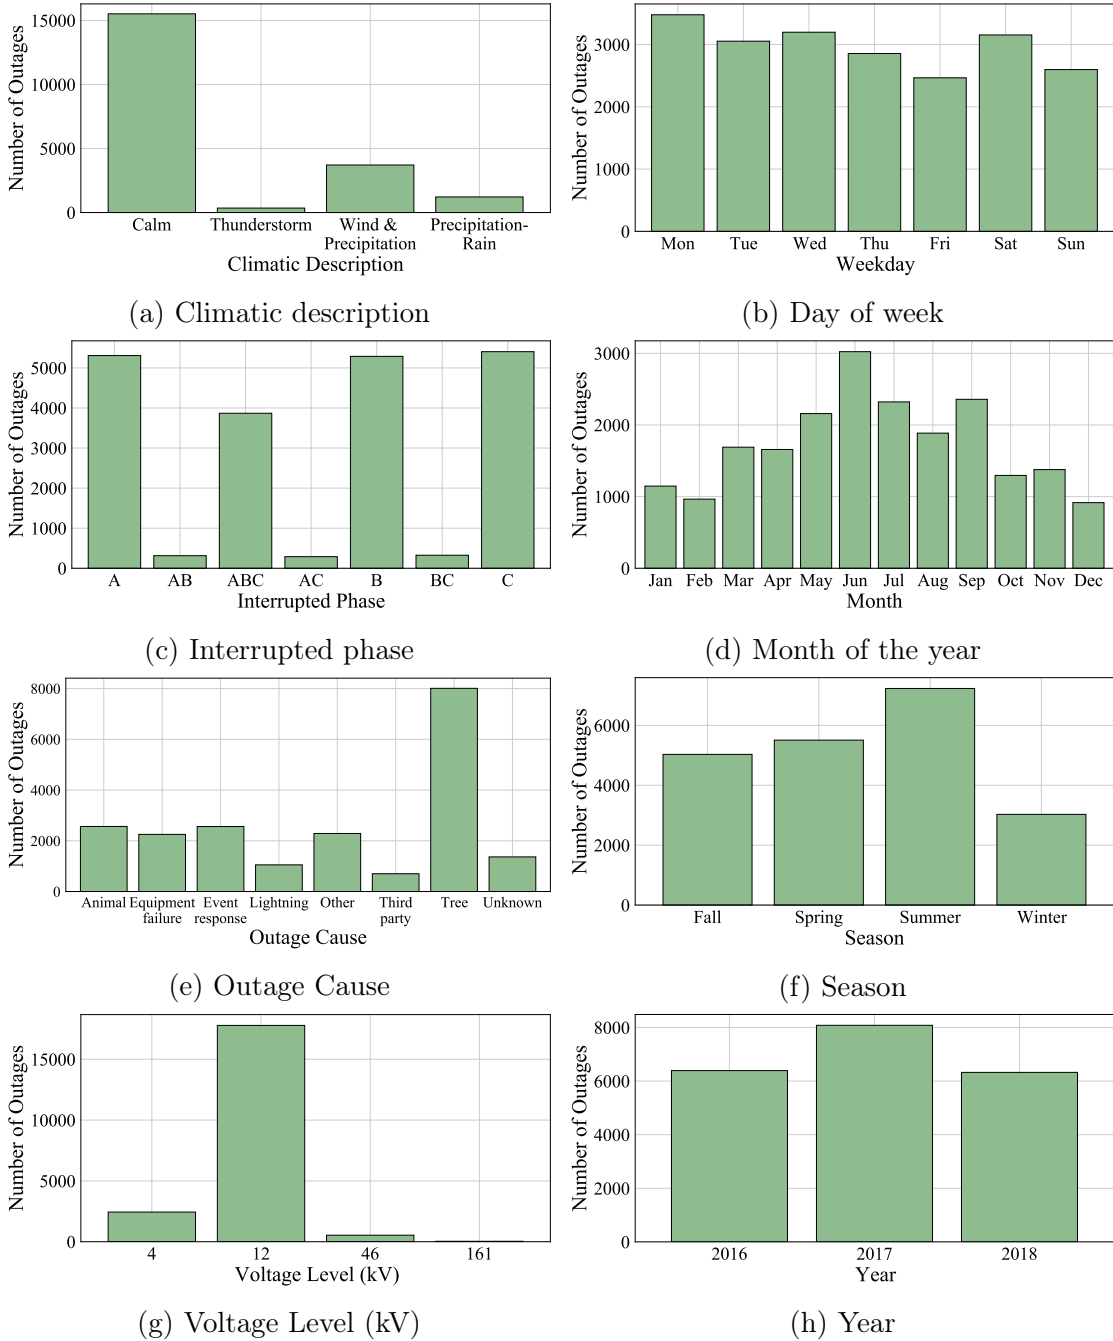 15000
10000
5000
0
Number of Outages
Calm
Thunderstorm
Wind &
Precipitation
Precipitation-
Rain
Climatic Description
(a) Climatic description
3000
2000
1000
0
Number of Outages
Mon Tue Wed Thu Fri Sat Sun
Weekday
(b) Day of week
5000
4000
3000
2000
1000
0
Number of Outages
A AB ABC AC B BC C
Interrupted Phase
(c) Interrupted phase
3000
2000
1000
0
Number of Outages
Jan Feb Mar Apr May Jun Jul Aug Sep Oct Nov Dec
Month
(d) Month of the year
8000
6000
4000
2000
0
Number of Outages
Animal
Equipment
failure
Event
response
Lightning
Other
Third
party
Tree
Unknown
Outage Cause
(e) Outage Cause
6000
4000
2000
0
Number of Outages
Fall Spring Summer Winter
Season
(f) Season
15000
10000
5000
0
Number of Outages
4 12 46 161
Voltage Level (kV)
(g) Voltage Level (kV)
8000
6000
4000
2000
0
Number of Outages
2016 2017 2018
Year
(h) Year